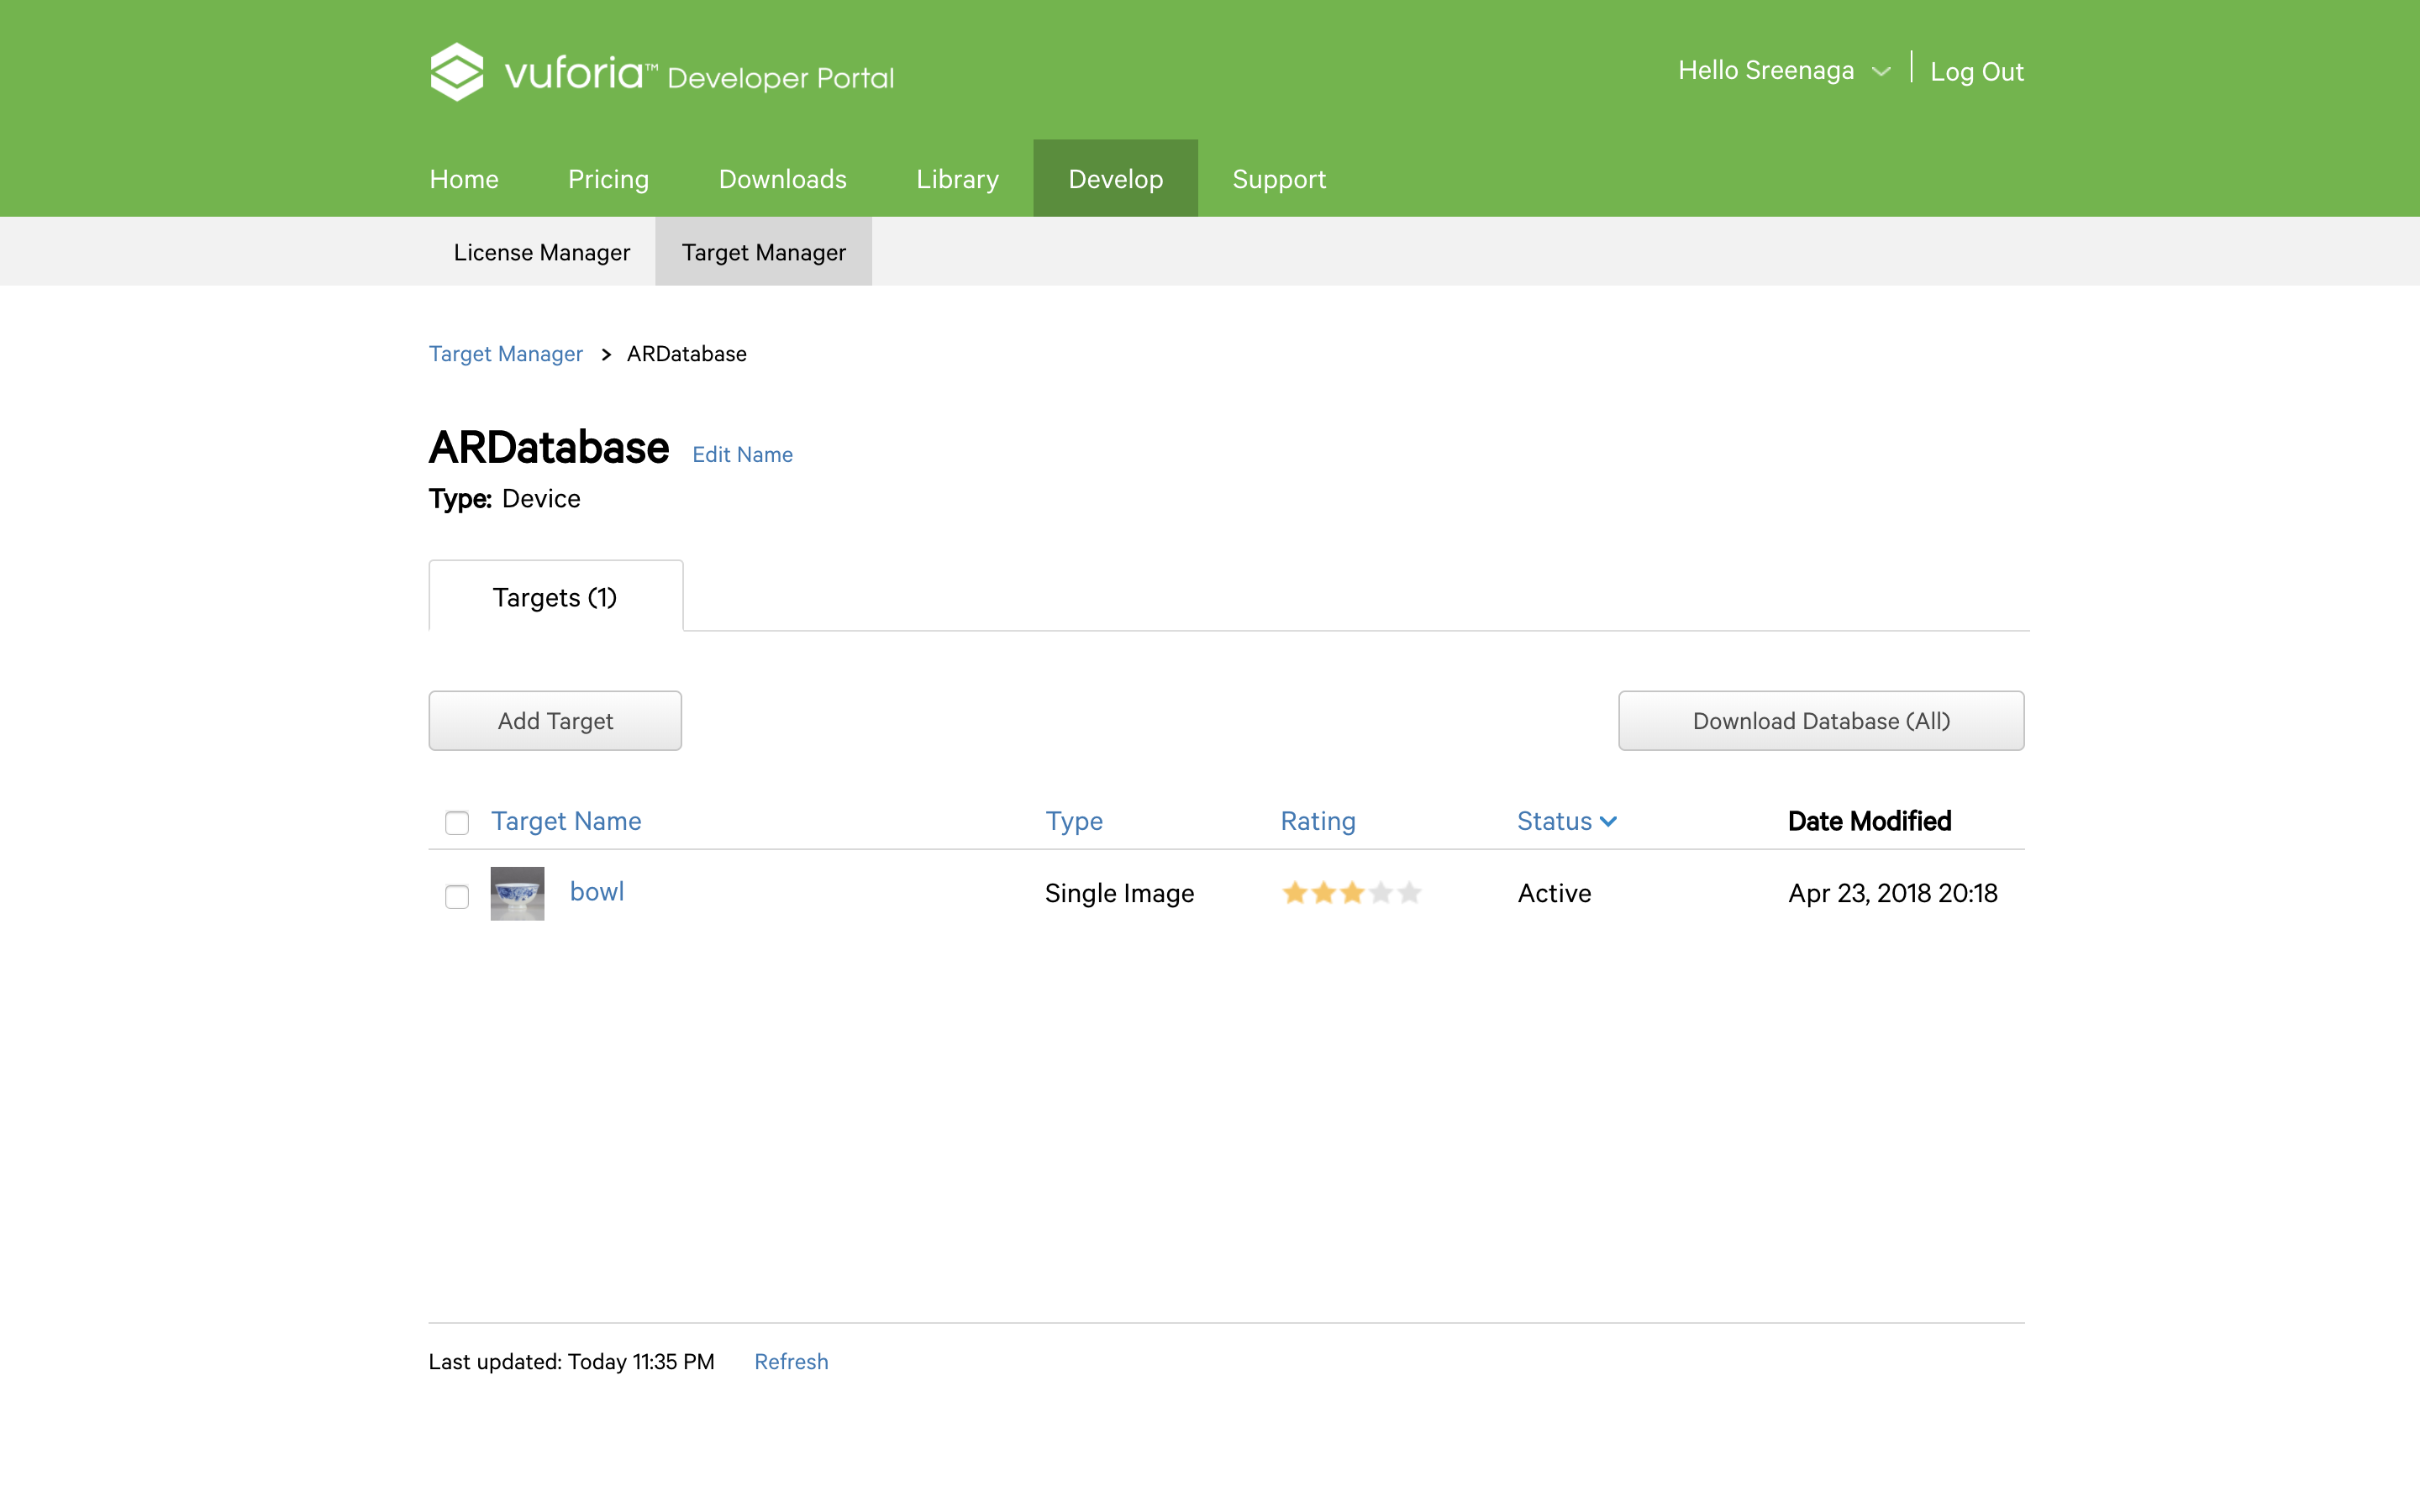 vuforia™ Developer Portal
Hello Sreenaga
Log Out
Home Pricing Downloads Library Develop Support
License Manager Target Manager
Target Manager > ARDatabase
ARDatabase Edit Name
Type: Device
Targets (1)
Add Target Download Database (All)
Target Name Type Rating Status Date Modified
bowl Single Image Active Apr 23, 2018 20:18
Last updated: Today 11:35 PM Refresh